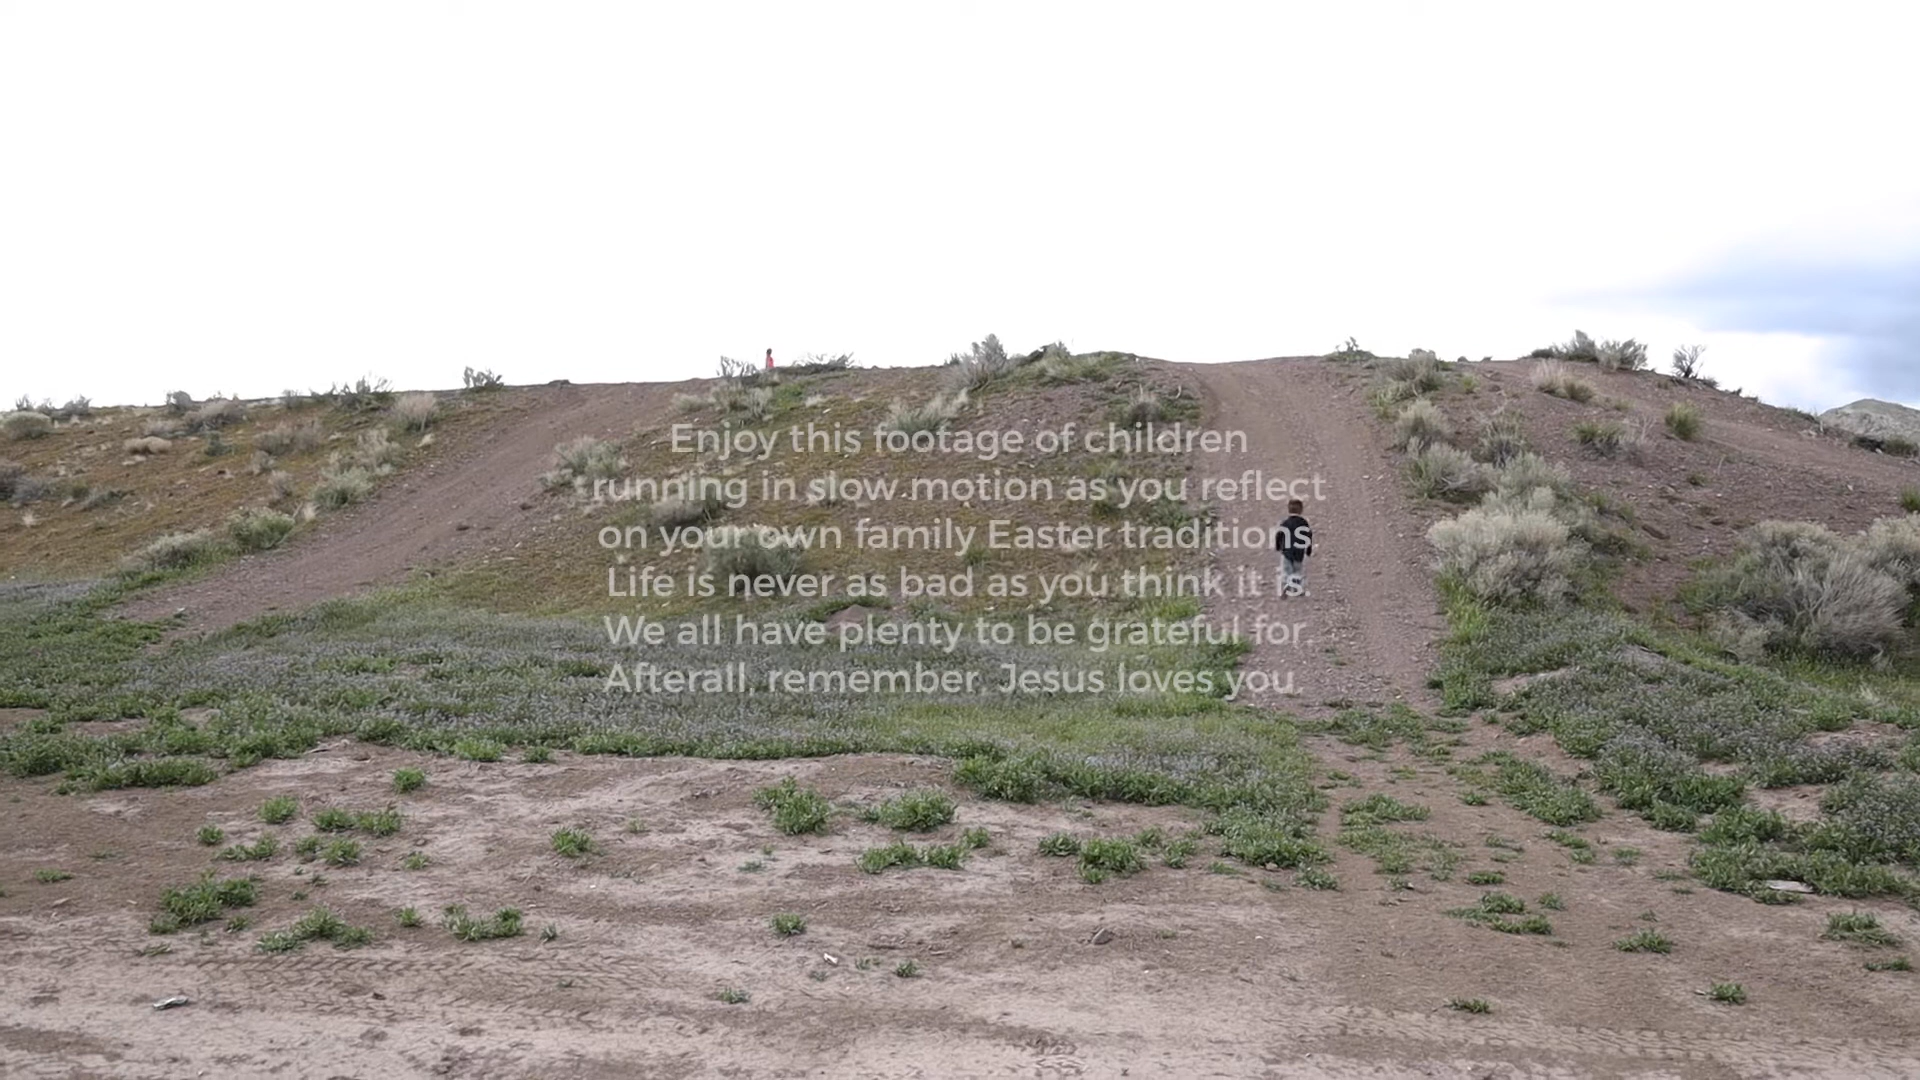 Enjoy this footage of children
running in slow motion as you reflect
on your own family Easter traditions.
Life is never as bad as you think it is.
We all have plenty to be grateful for.
Afterall, remember Jesus loves you